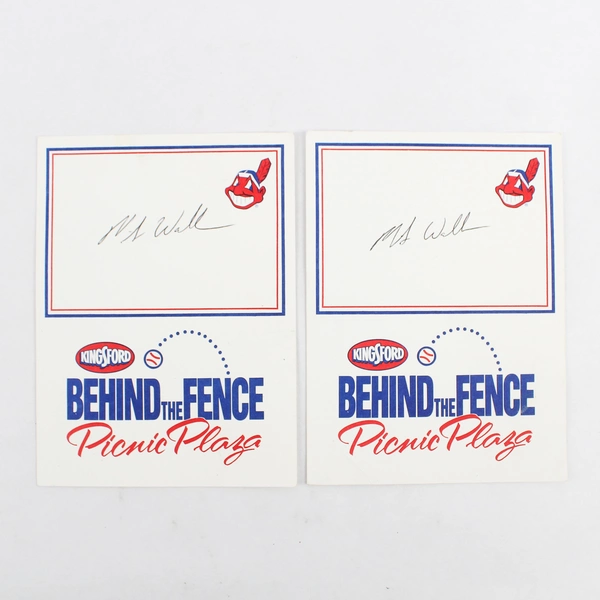 KINGSFORD
BEHIND THE FENCE
Picnic Plaza
KINGSFORD
BEHIND THE FENCE
Picnic Plaza